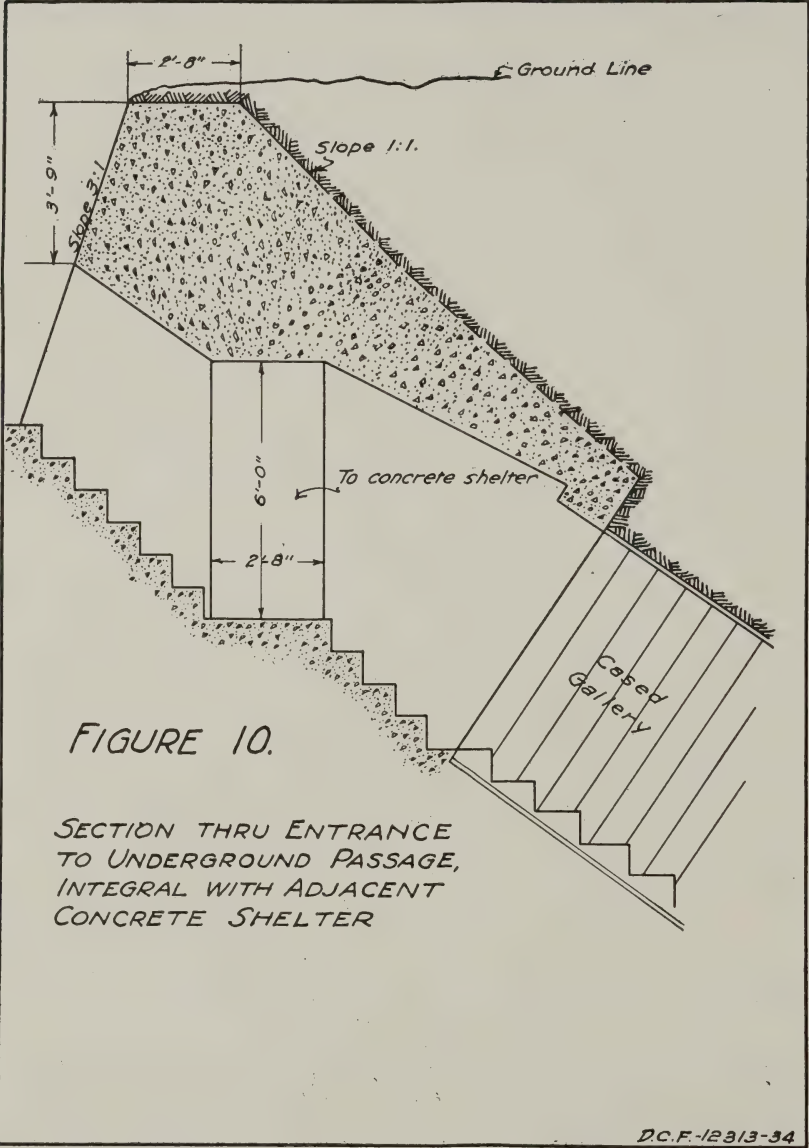 2'-8"
Ground Line
Slope 1:1.
3'-9"
Slope 3:1
6'-0"
To concrete shelter
2'-8"
Cased
Gallery
FIGURE 10.
SECTION THRU ENTRANCE
TO UNDERGROUND PASSAGE,
INTEGRAL WITH ADJACENT
CONCRETE SHELTER
D.C.F.-12313-34